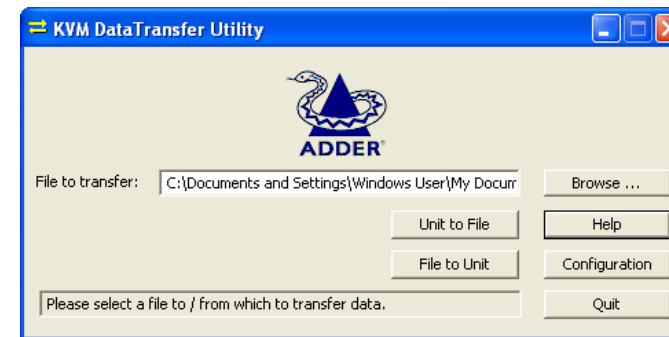 KVM DataTransfer Utility
ADDER®
File to transfer: C:\Documents and Settings\Windows User\My Docum Browse ...
Unit to File Help
File to Unit Configuration
Please select a file to / from which to transfer data. Quit